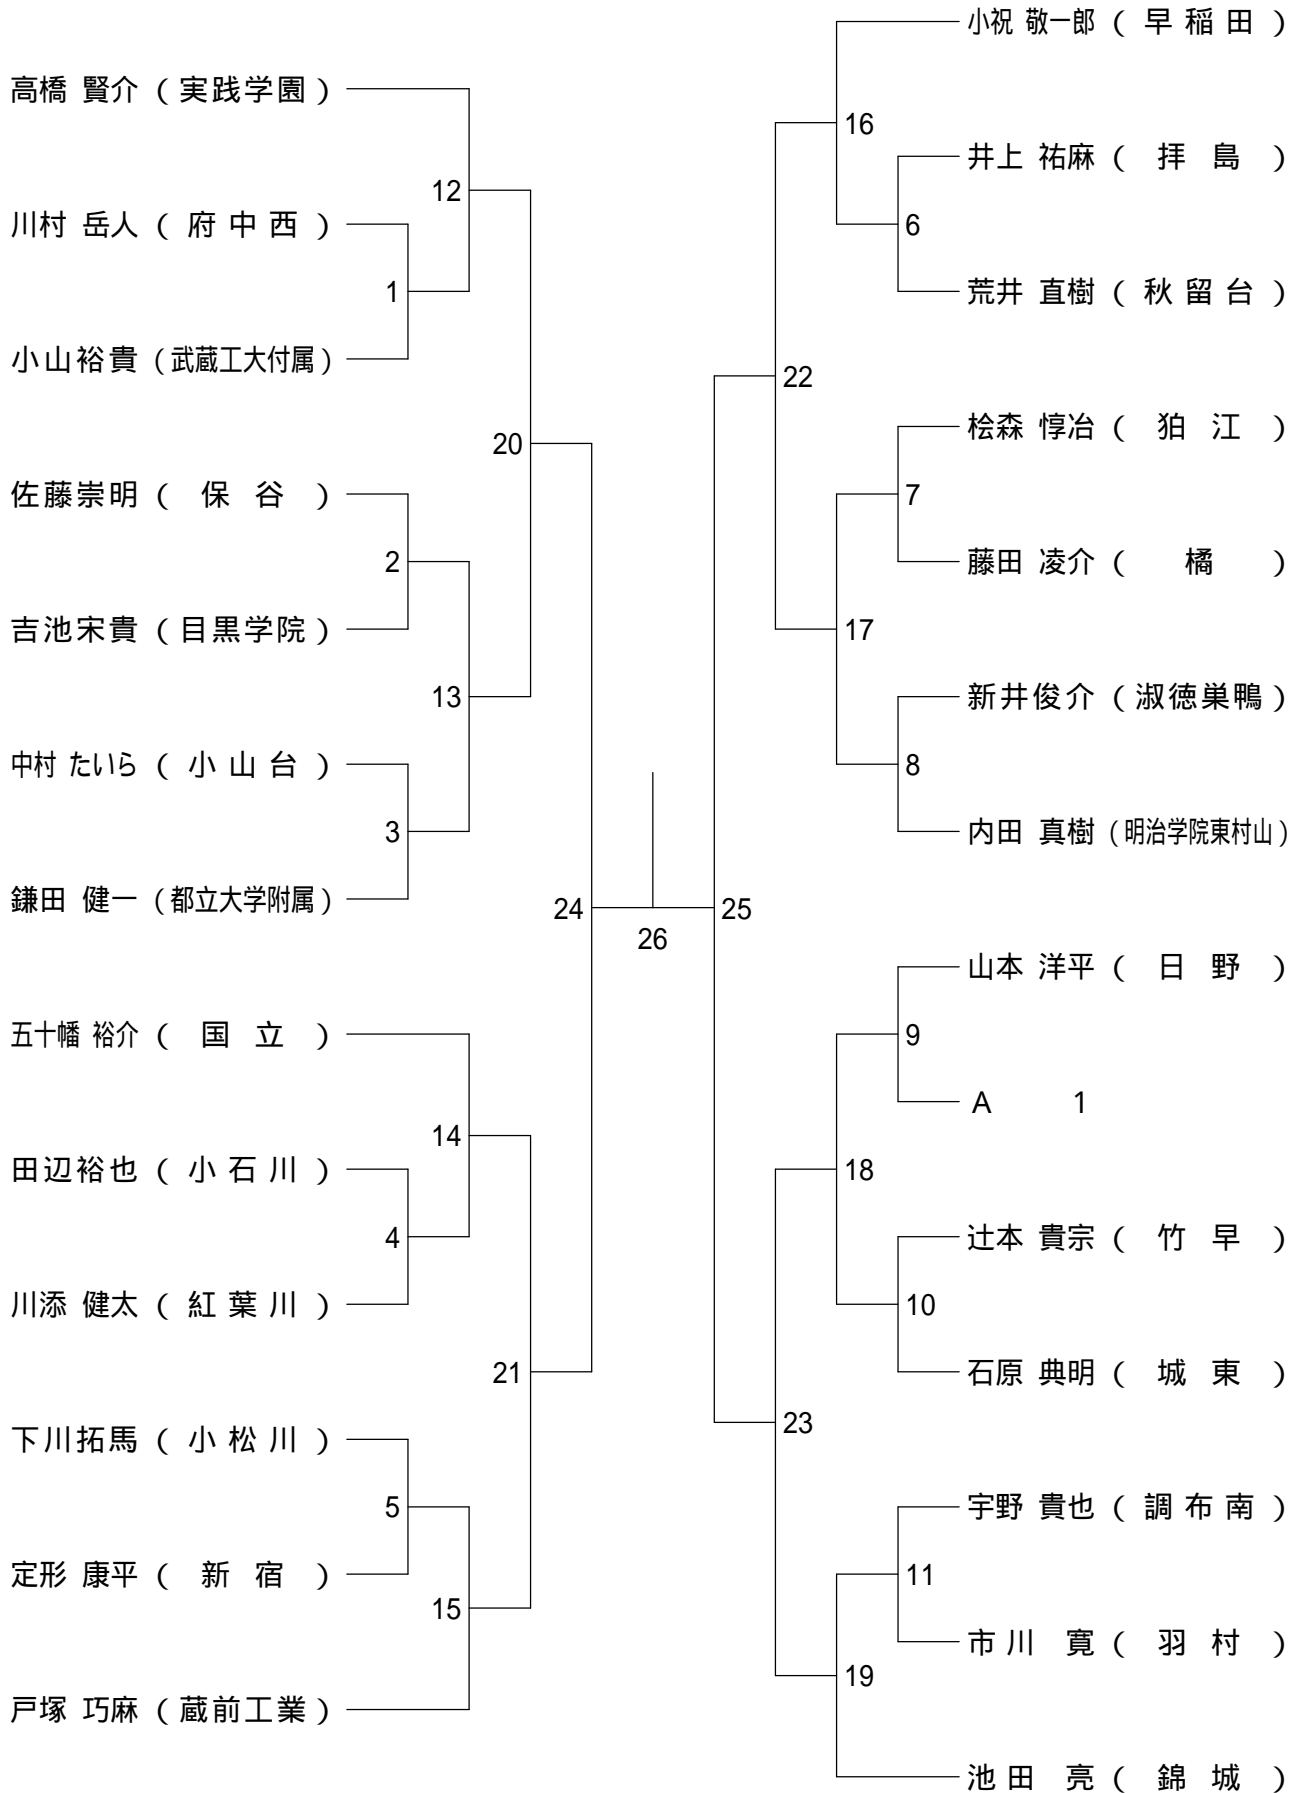 高橋 賢介 ( 実践学園 )
12
川村 岳人 ( 府中西 )
1
小山裕貴 ( 武蔵工大付属 )
20
佐藤崇明 ( 保谷 )
2
吉池宋貴 ( 目黒学院 )
13
中村 たいら ( 小山台 )
3
鎌田 健一 ( 都立大学附属 )
24
五十幡 裕介 ( 国立 )
14
田辺裕也 ( 小石川 )
4
川添 健太 ( 紅葉川 )
21
下川拓馬 ( 小松川 )
5
定形 康平 ( 新宿 )
15
戸塚 巧麻 ( 蔵前工業 )
26
小祝 敬一郎 ( 早稲田 )
16
井上 祐麻 ( 拝島 )
6
荒井 直樹 ( 秋留台 )
22
桧森 惇冶 ( 狛江 )
7
藤田 凌介 ( 橘 )
17
新井俊介 ( 淑徳巣鴨 )
8
内田 真樹 ( 明治学院東村山 )
25
山本 洋平 ( 日野 )
9
A 1
18
辻本 貴宗 ( 竹早 )
10
石原 典明 ( 城東 )
23
宇野 貴也 ( 調布南 )
11
市川 寛 ( 羽村 )
19
池田 亮 ( 錦城 )